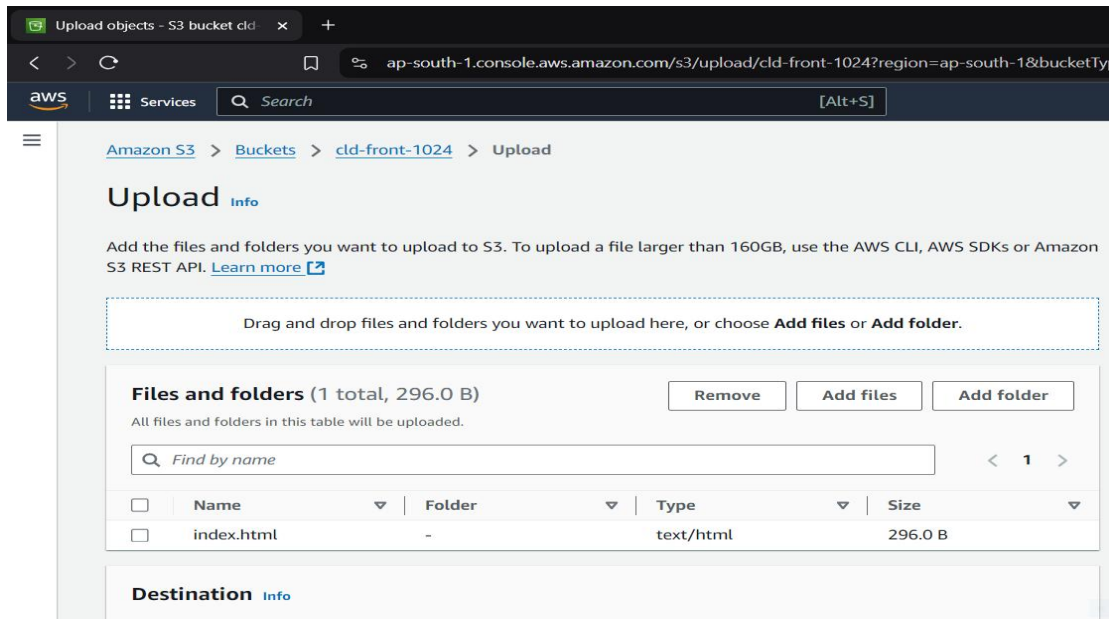 Upload objects - S3 bucket cld-
ap-south-1.console.aws.amazon.com/s3/upload/cld-front-1024?region=ap-south-1&bucketTy
aws Services Search [Alt+S]
Amazon S3 > Buckets > cld-front-1024 > Upload
Upload Info
Add the files and folders you want to upload to S3. To upload a file larger than 160GB, use the AWS CLI, AWS SDKs or Amazon
S3 REST API. Learn more
Drag and drop files and folders you want to upload here, or choose Add files or Add folder.
Files and folders (1 total, 296.0 B) Remove Add files Add folder
All files and folders in this table will be uploaded.
Find by name < 1 >
Name Folder Type Size
index.html - text/html 296.0 B
Destination Info